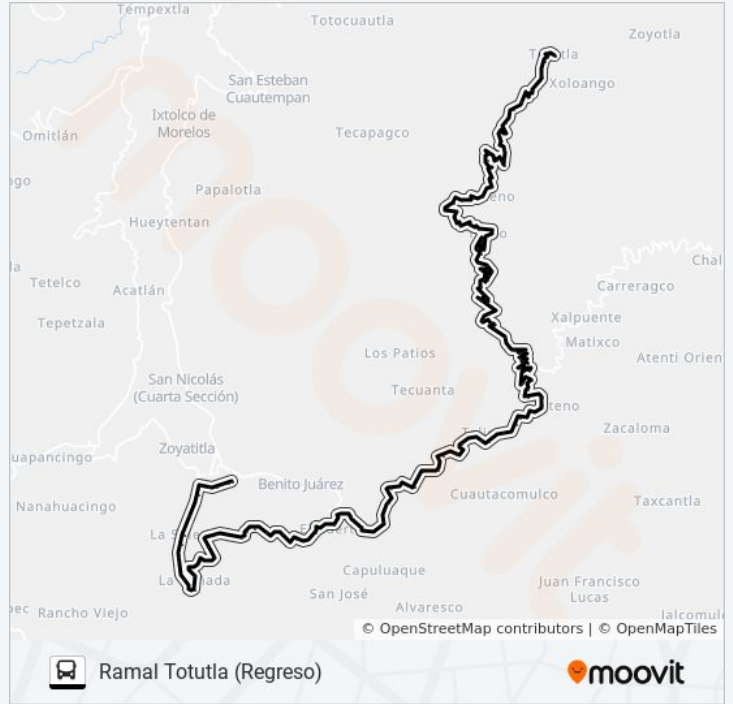 Tempextla
Totocuautla
Zoyotla
San Esteban
Cuautempan
Xoloango
Ixtolco de
Morelos
Omitlán
Tecapagco
Papalotla
Hueytentan
Tetelco
Acatlán
Carreragco
Tepetzala
Xalpuente
Matixco
Los Patios
San Nicolás
(Cuarta Sección)
Tecuanta
Zoyatitla
Zacaloma
Benito Juárez
Cuautacomulco
Taxcantla
Nanahuacingo
Capuluaque
Juan Francisco
Lucas
San José
Alvaresco
Rancho Viejo
© OpenStreetMap contributors | © OpenMapTiles
Ramal Totutla (Regreso)
moovit